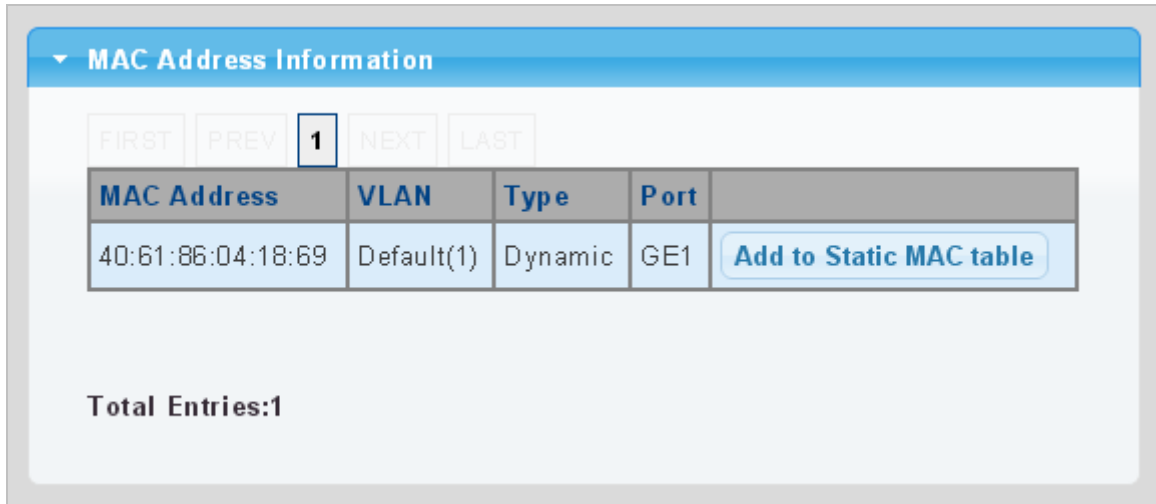 MAC Address Information
FIRST PREV 1 NEXT LAST
MAC Address VLAN Type Port
40:61:86:04:18:69 Default(1) Dynamic GE1 Add to Static MAC table
Total Entries:1